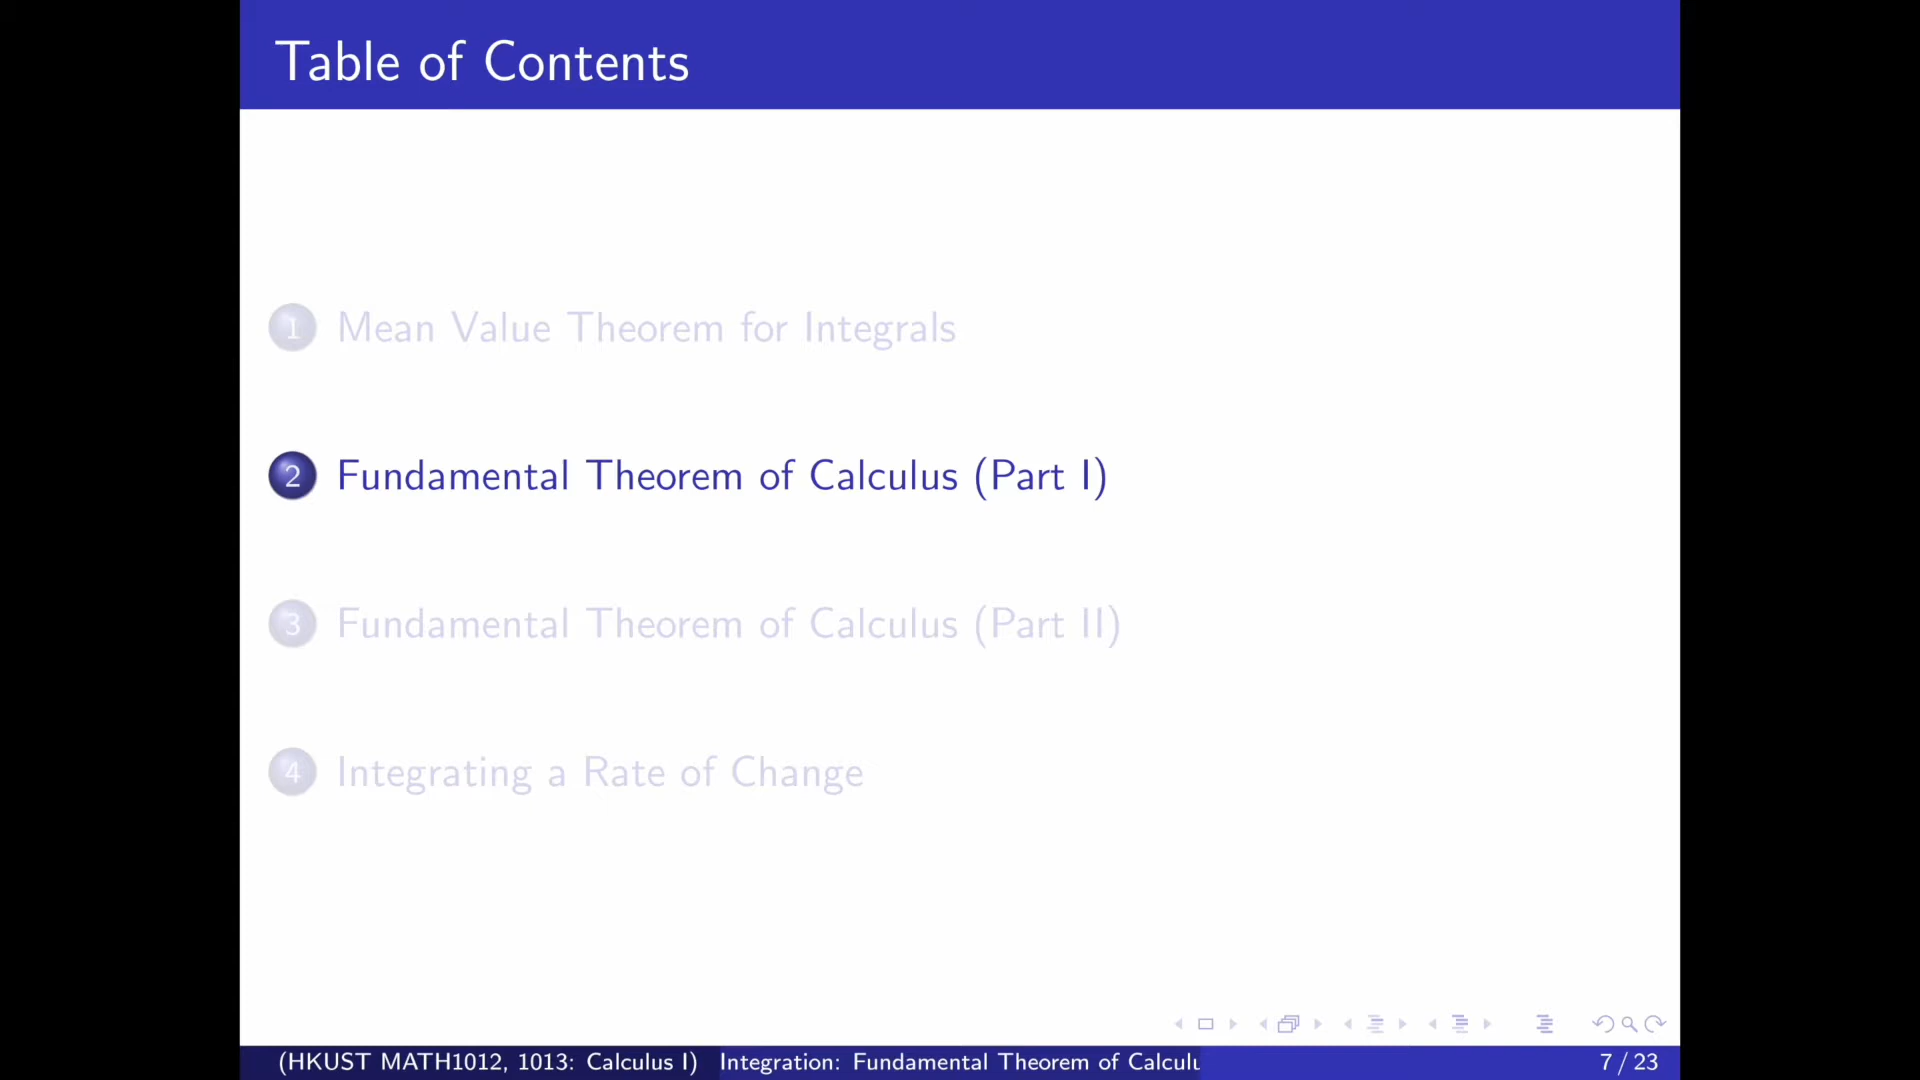 Table of Contents
1 Mean Value Theorem for Integrals
2 Fundamental Theorem of Calculus (Part I)
3 Fundamental Theorem of Calculus (Part II)
4 Integrating a Rate of Change
(HKUST MATH1012, 1013: Calculus I) Integration: Fundamental Theorem of Calculu 7 / 23